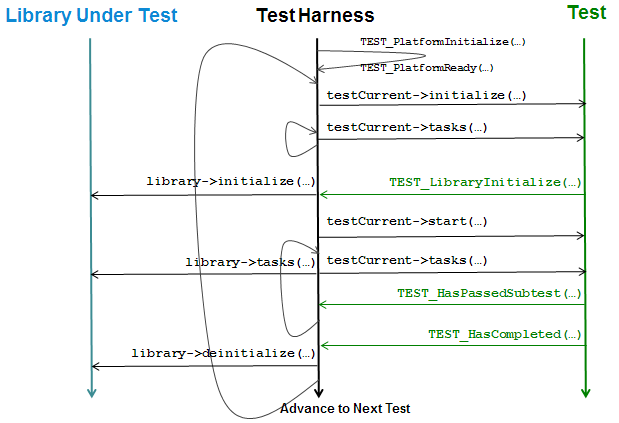 Library Under Test
Test Harness
Test
TEST_PlatformInitialize(…)
TEST_PlatformReady(…)
testCurrent->initialize(…)
testCurrent->tasks(…)
library->initialize(…)
TEST_LibraryInitialize(…)
testCurrent->start(…)
library->tasks(…)
testCurrent->tasks(…)
TEST_HasPassedSubtest(…)
TEST_HasCompleted(…)
library->deinitialize(…)
Advance to Next Test